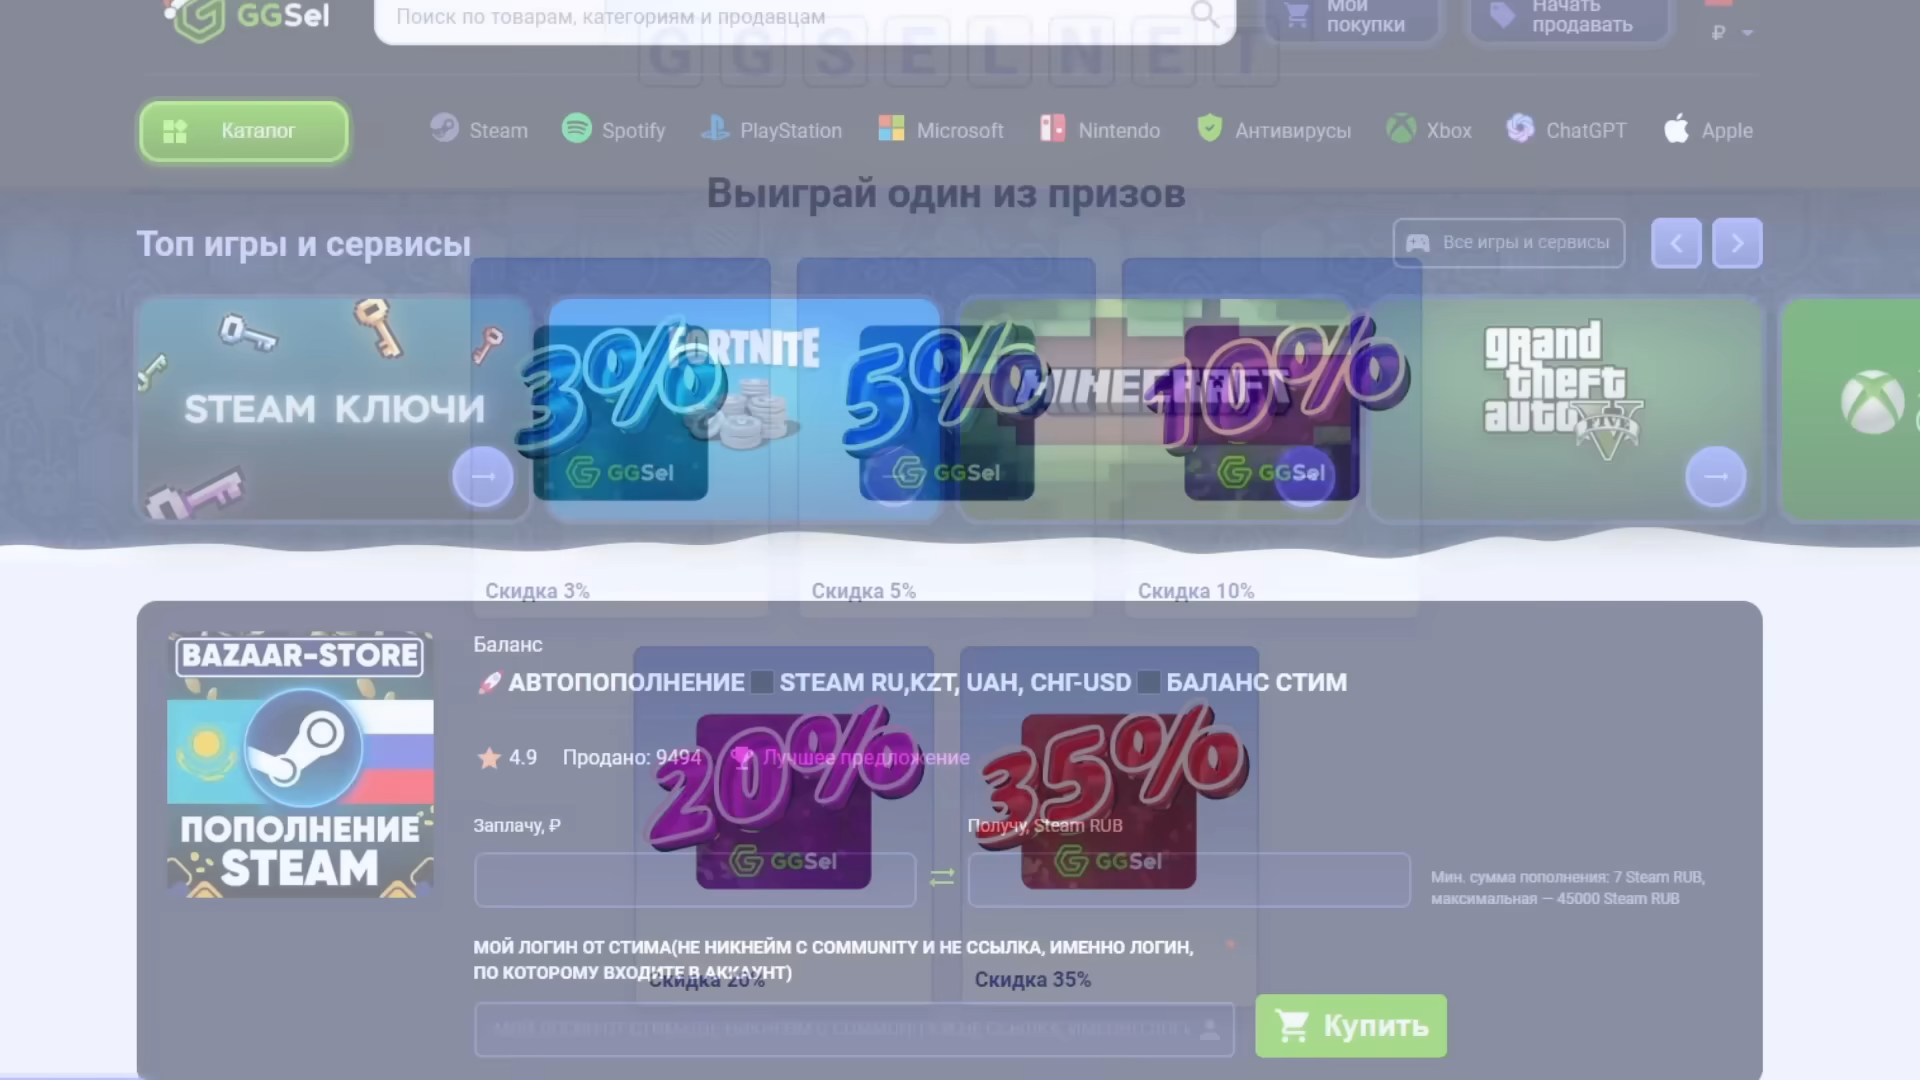 GGSel
Поиск по товарам, категориям и продавцам
Мои покупки
Начать продавать
₽
G G S E L N E T
Каталог
Steam
Spotify
PlayStation
Microsoft
Nintendo
Антивирусы
Xbox
ChatGPT
Apple
Выиграй один из призов
Топ игры и сервисы
Все игры и сервисы
STEAM КЛЮЧИ
3%
GGSel
FORTNITE
5%
GGSel
MINECRAFT
10%
GGSel
grand
theft
auto
FIVE
Скидка 3%
Скидка 5%
Скидка 10%
BAZAAR-STORE
ПОПОЛНЕНИЕ
STEAM
Баланс
АВТОПОПОЛНЕНИЕ STEAM RU,KZT, UAH, СНГ-USD БАЛАНС СТИМ
4.9
Продано: 9494
Лучшее предложение
20%
GGSel
35%
GGSel
Заплачу, ₽
Получу, Steam RUB
Мин. сумма пополнения: 7 Steam RUB,
максимальная — 45000 Steam RUB
МОЙ ЛОГИН ОТ СТИМА(НЕ НИКНЕЙМ С COMMUNITY И НЕ ССЫЛКА, ИМЕННО ЛОГИН,
ПО КОТОРОМУ ВХОДИТЕ В АККАУНТ)
Скидка 20%
Скидка 35%
Купить